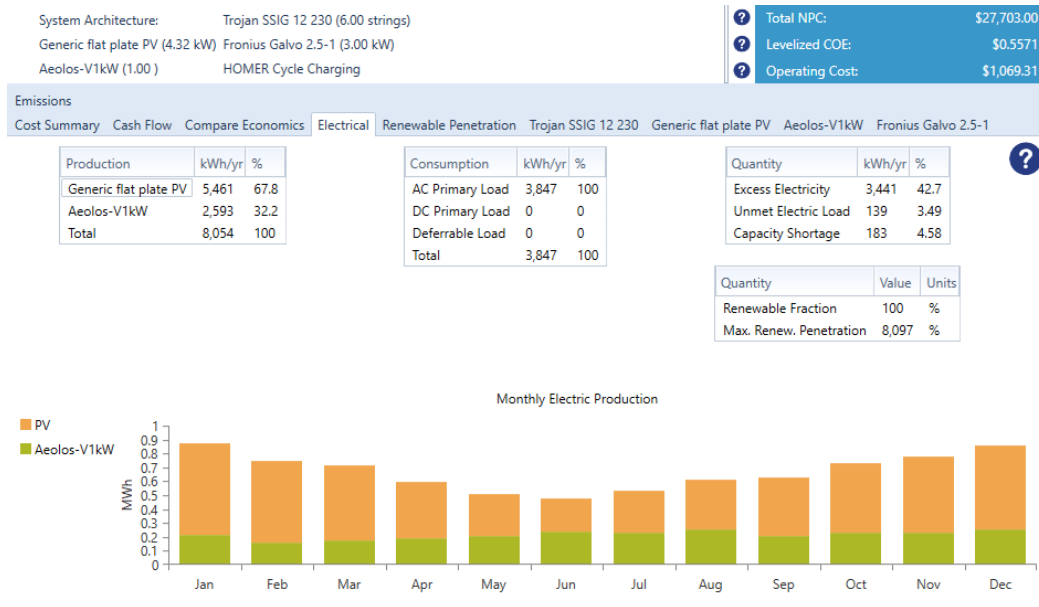 System Architecture: Trojan SSIG 12 230 (6.00 strings)
Generic flat plate PV (4.32 kW) Fronius Galvo 2.5-1 (3.00 kW)
Aeolos-V1kW (1.00 ) HOMER Cycle Charging
? Total NPC: $27,703.00
? Levelized COE: $0.5571
? Operating Cost: $1,069.31
Emissions
Cost Summary Cash Flow Compare Economics Electrical Renewable Penetration Trojan SSIG 12 230 Generic flat plate PV Aeolos-V1kW Fronius Galvo 2.5-1
Production kWh/yr %
Generic flat plate PV 5,461 67.8
Aeolos-V1kW 2,593 32.2
Total 8,054 100
Consumption kWh/yr %
AC Primary Load 3,847 100
DC Primary Load 0 0
Deferrable Load 0 0
Total 3,847 100
Quantity kWh/yr %
Excess Electricity 3,441 42.7
Unmet Electric Load 139 3.49
Capacity Shortage 183 4.58
?
Quantity Value Units
Renewable Fraction 100 %
Max. Renew. Penetration 8,097 %
Monthly Electric Production
PV
Aeolos-V1kW
MWh
1
0.9
0.8
0.7
0.6
0.5
0.4
0.3
0.2
0.1
0
Jan Feb Mar Apr May Jun Jul Aug Sep Oct Nov Dec